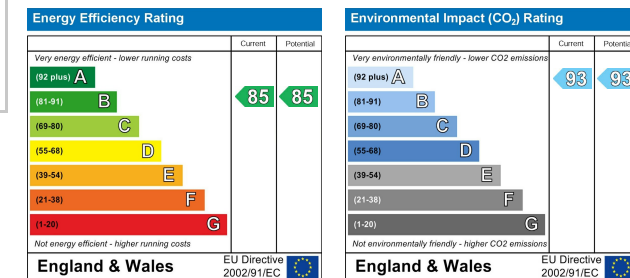 Energy Efficiency Rating
Current Potential
Very energy efficient - lower running costs
(92 plus) A
(81-91) B
(69-80) C
(55-68) D
(39-54) E
(21-38) F
(1-20) G
85 85
Not energy efficient - higher running costs
England & Wales
EU Directive
2002/91/EC
Environmental Impact (CO2) Rating
Current Potentia
Very environmentally friendly - lower CO2 emissions
(92 plus) A
(81-91) B
(69-80) C
(55-68) D
(39-54) E
(21-38) F
(1-20) G
93 93
Not environmentally friendly - higher CO2 emissions
England & Wales
EU Directive
2002/91/EC